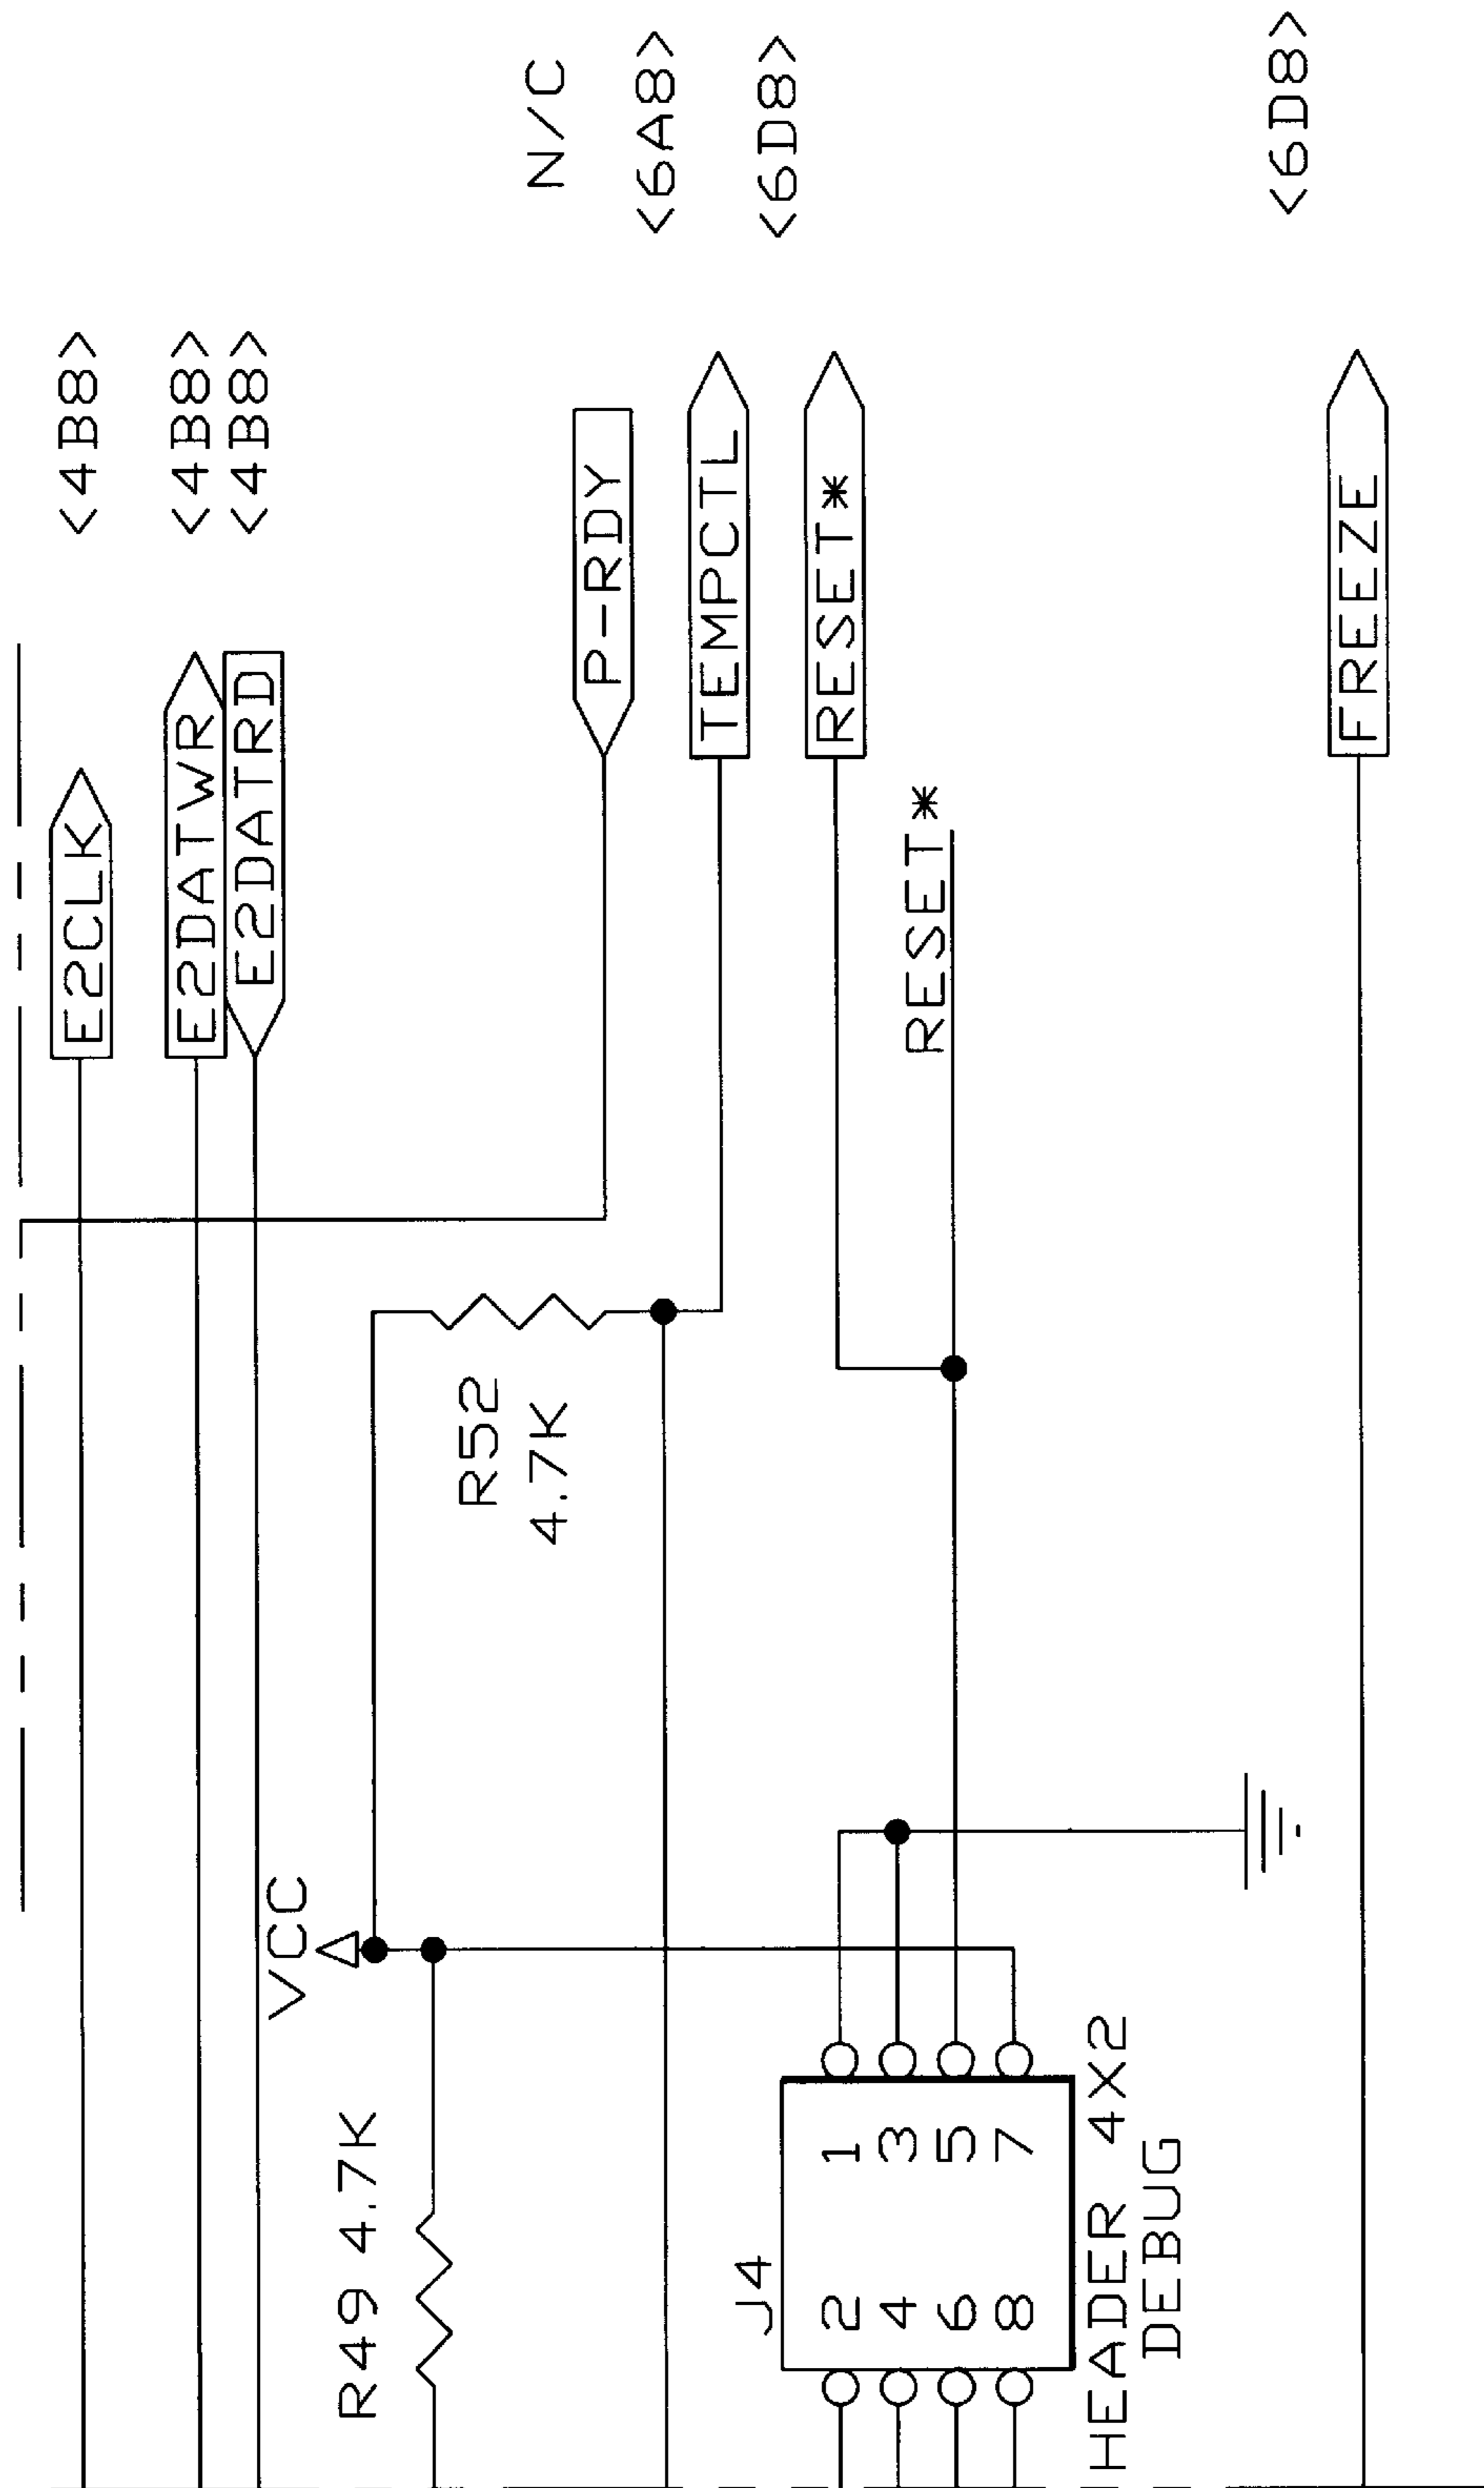 <4B8>
<4B8>
<4B8>
N/C
<6A8>
<6D8>
<6D8>
E2CLK
E2DATWR
E2DATRD
P-RDY
TEMPCTL
RESET*
RESET*
FREEZE
R52
4.7K
VCC
R49 4.7K
J4
2 1
4 3
6 5
8 7
HEADER 4X2
DEBUG